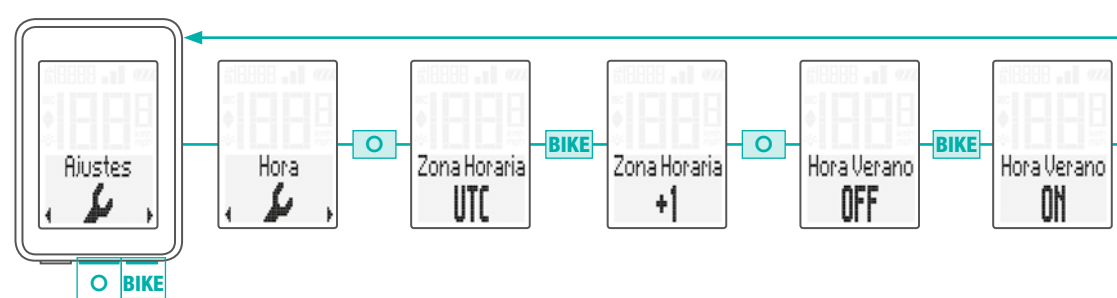 Ajustes
Hora
O
Zona Horaria
UTC
BIKE
Zona Horaria
+1
O
Hora Verano
OFF
BIKE
Hora Verano
ON
O BIKE